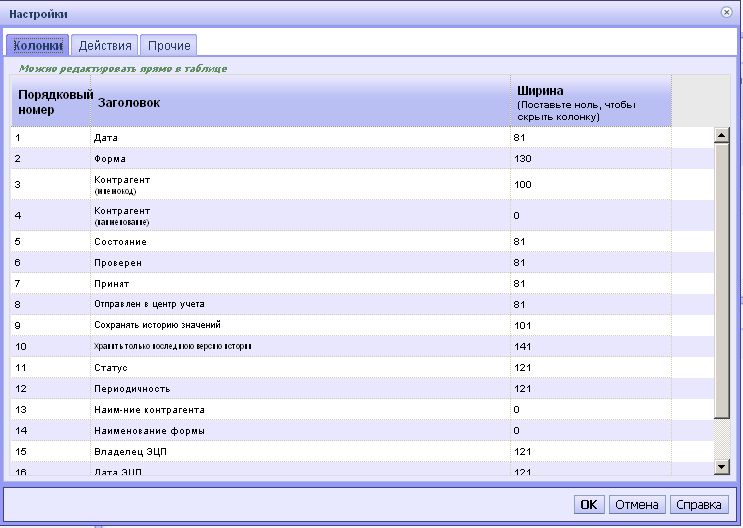 Настройки
Колонки Действия Прочие
Можно редактировать прямо в таблице
Порядковый номер Заголовок Ширина
(Поставьте ноль, чтобы скрыть колонку)
1 Дата 81
2 Форма 130
3 Контрагент (мнемокод) 100
4 Контрагент (наименование) 0
5 Состояние 81
6 Проверен 81
7 Принят 81
8 Отправлен в центр учета 81
9 Сохранять историю значений 101
10 Хранить только последнюю версию истории 141
11 Статус 121
12 Периодичность 121
13 Наим-ние контрагента 0
14 Наименование формы 0
15 Владелец ЭЦП 121
16 Дата ЭЦП 121
OK Отмена Справка